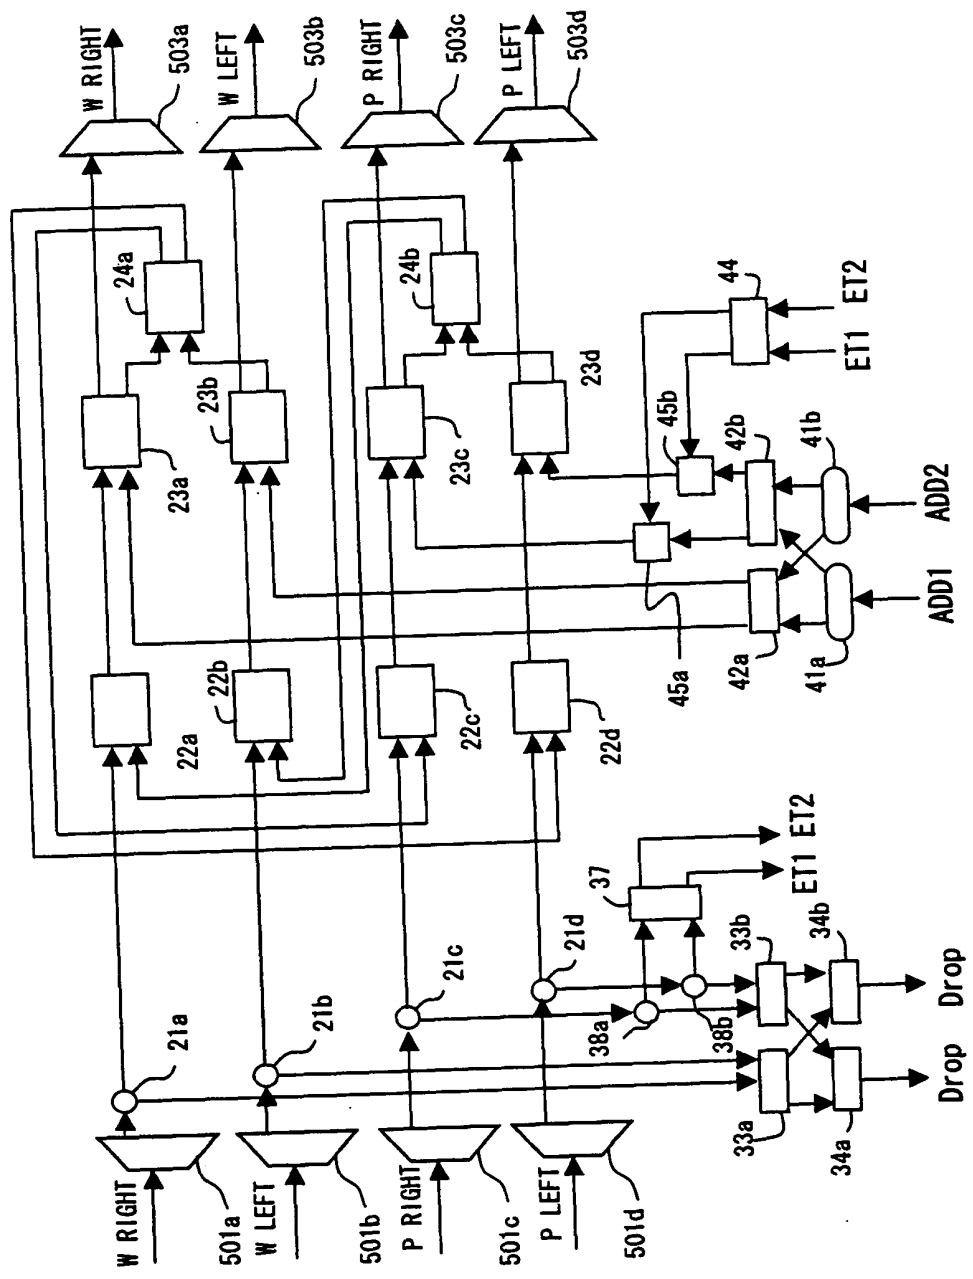 W RIGHT
503a
W LEFT
503b
P RIGHT
503c
P LEFT
503d
24a
24b
44
ET2
ET1
23a
23b
23c
23d
45b
42b
41b
ADD2
22a
22b
22c
22d
45a
42a
41a
ADD1
21a
21b
21c
21d
37
ET1
ET2
38a
38b
33b
34b
Drop
W RIGHT
501a
W LEFT
501b
P RIGHT
501c
P LEFT
501d
33a
34a
Drop